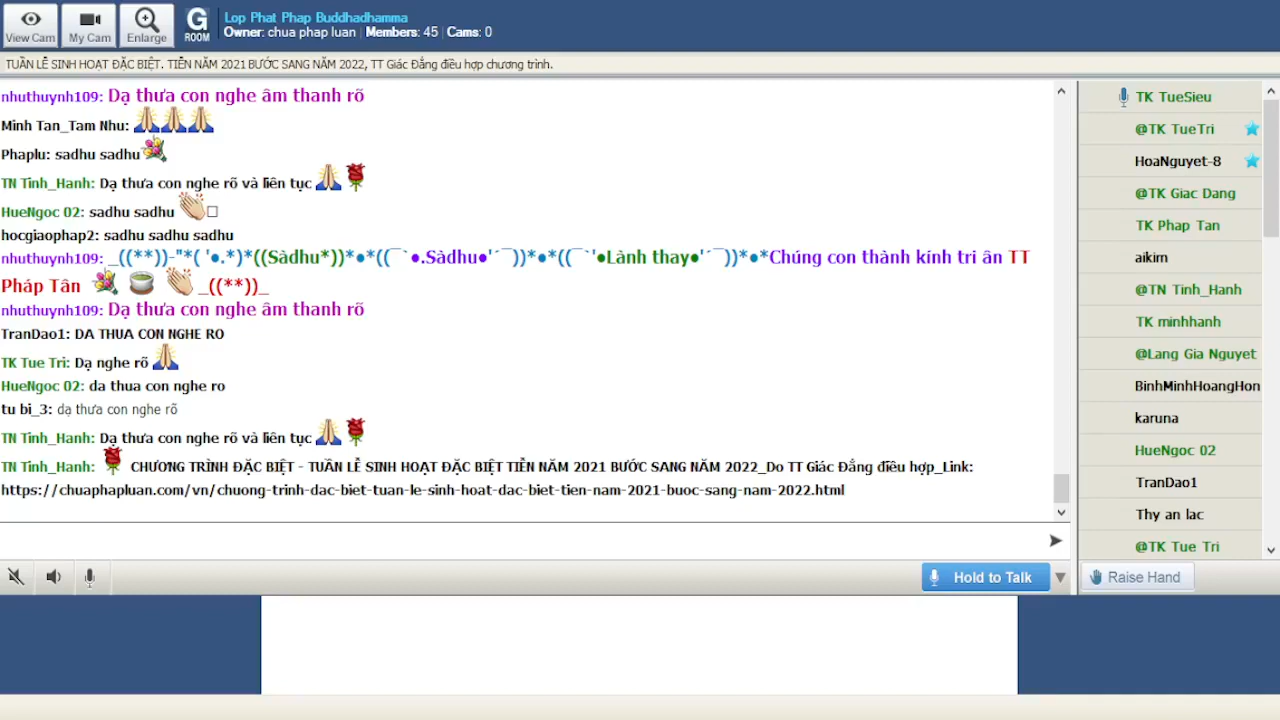 View Cam
My Cam
Enlarge
G
ROOM
Lop Phat Phap Buddhadhamma
Owner: chua phap luan | Members: 45 | Cams: 0
TUẦN LỄ SINH HOẠT ĐẶC BIỆT. TIỄN NĂM 2021 BƯỚC SANG NĂM 2022, TT Giác Đẳng điều hợp chương trình.
nhuthuynh109: Dạ thưa con nghe âm thanh rõ
Minh Tan_Tam Nhu: 🙏🙏🙏
Phaplu: sadhu sadhu💐
TN Tinh_Hanh: Dạ thưa con nghe rõ và liên tục 🙏🌹
HueNgoc 02: sadhu sadhu 👏□
hocgiaophap2: sadhu sadhu sadhu
nhuthuynh109: _((**))-"*( '●.*)*((Sàdhu*))*●*((¯`●.Sàdhu●'´¯))*●*((¯`'●Lành thay●'´¯))*●*Chúng con thành kính tri ân TT
Pháp Tân 💐 🍵 👏 _((**))_
nhuthuynh109: Dạ thưa con nghe âm thanh rõ
TranDao1: DA THUA CON NGHE RO
TK Tue Tri: Dạ nghe rõ 🙏
HueNgoc 02: da thua con nghe ro
tu bi_3: dạ thưa con nghe rõ
TN Tinh_Hanh: Dạ thưa con nghe rõ và liên tục 🙏🌹
TN Tinh_Hanh: 🌹 CHƯƠNG TRÌNH ĐẶC BIỆT - TUẦN LỄ SINH HOẠT ĐẶC BIỆT TIỄN NĂM 2021 BƯỚC SANG NĂM 2022_Do TT Giác Đẳng điều hợp_Link:
https://chuaphapluan.com/vn/chuong-trinh-dac-biet-tuan-le-sinh-hoat-dac-biet-tien-nam-2021-buoc-sang-nam-2022.html
Hold to Talk
TK TueSieu
@TK TueTri
HoaNguyet-8
@TK Giac Dang
TK Phap Tan
aikim
@TN Tinh_Hanh
TK minhhanh
@Lang Gia Nguyet
BinhMinhHoangHon
karuna
HueNgoc 02
TranDao1
Thy an lac
@TK Tue Tri
Raise Hand